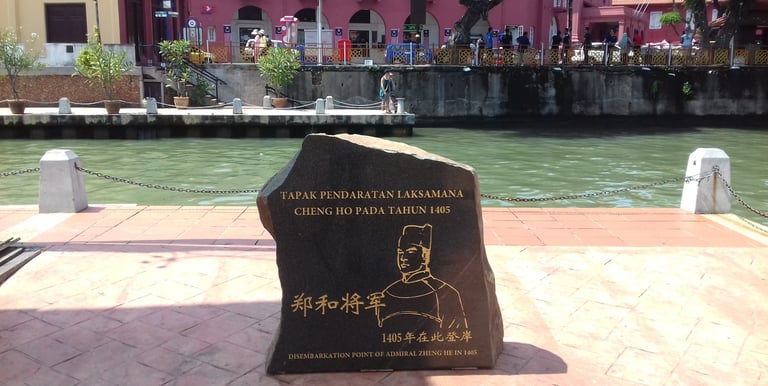 TAPAK PENDARATAN LAKSAMANA
CHENG HO PADA TAHUN 1405
郑和将军
1405年在此登岸
DISEMBARKATION POINT OF ADMIRAL ZHENG HE IN 1405